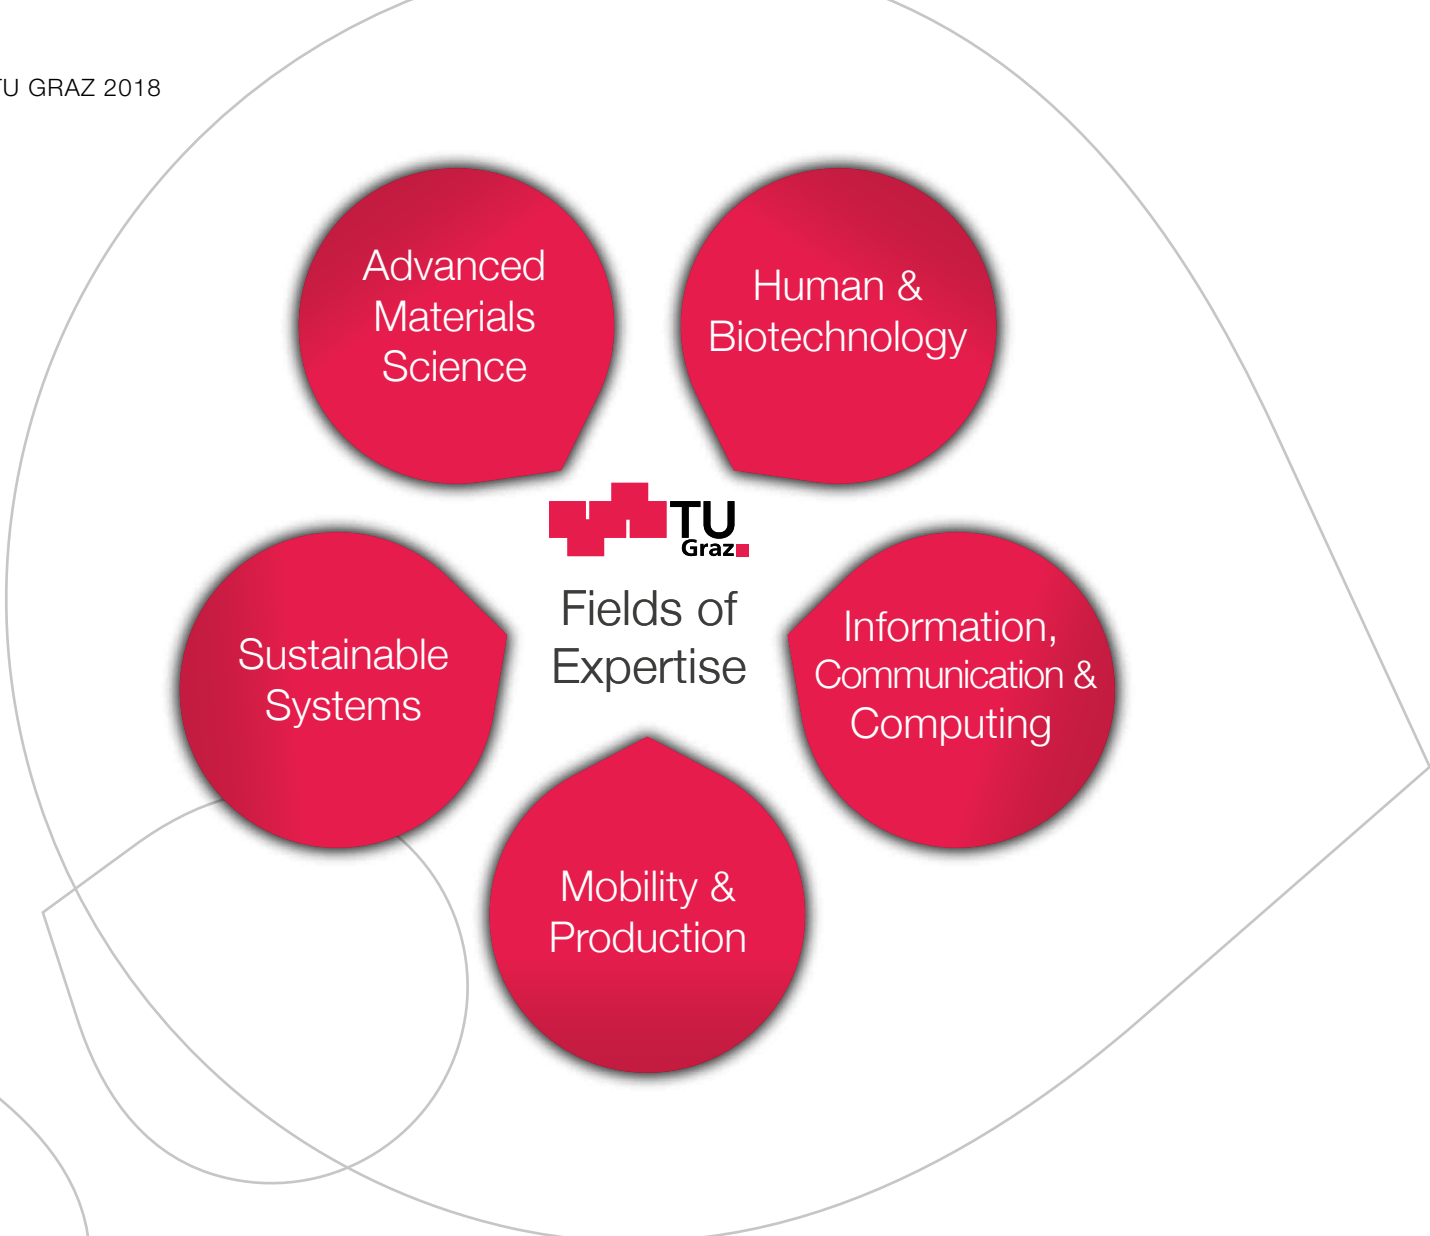 TU GRAZ 2018
Advanced
Materials
Science
Human &
Biotechnology
TU
Graz
Fields of
Expertise
Sustainable
Systems
Information,
Communication &
Computing
Mobility &
Production